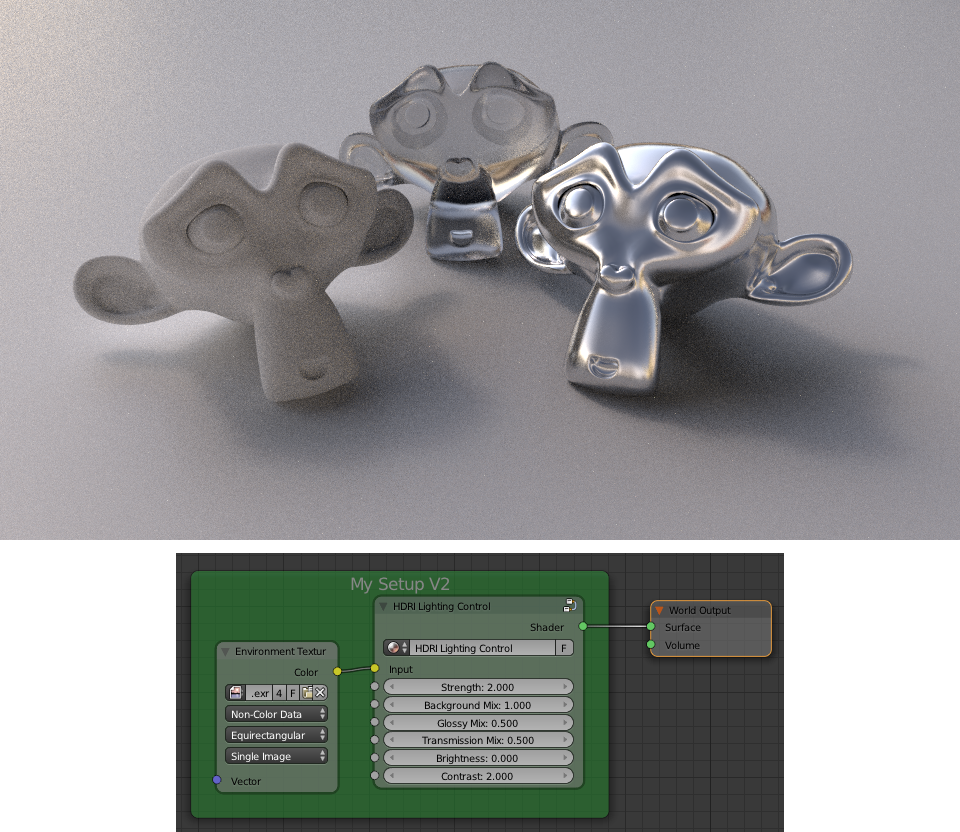 My Setup V2
HDRI Lighting Control
Shader
HDRI Lighting Control F
Input
Strength: 2.000
Background Mix: 1.000
Glossy Mix: 0.500
Transmission Mix: 0.500
Brightness: 0.000
Contrast: 2.000
Environment Textur
Color
.exr 4 F
Non-Color Data
Equirectangular
Single Image
Vector
World Output
Surface
Volume